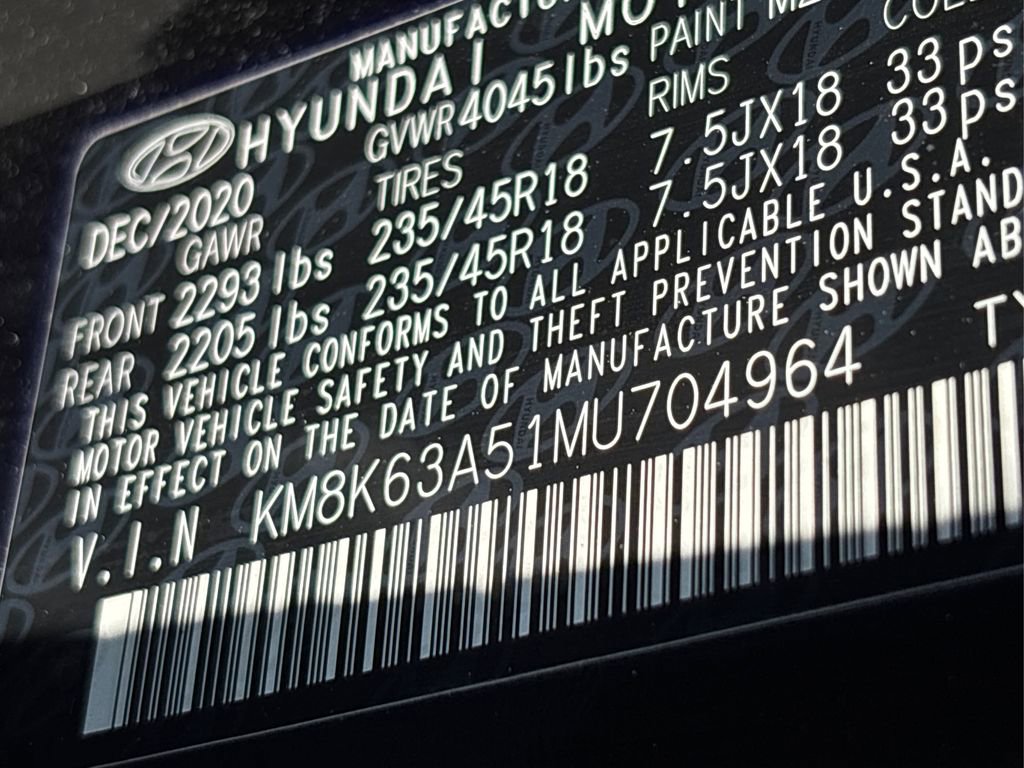 MANUFACTU
HYUNDAI MO
DEC/2020 GVWR 4045 lbs PAINT
GAWR TIRES RIMS
FRONT 2293 lbs 235/45R18 7.5JX18 33 ps
REAR 2205 lbs 235/45R18 7.5JX18 33 ps
THIS VEHICLE CONFORMS TO ALL APPLICABLE U.S.A.
MOTOR VEHICLE SAFETY AND THEFT PREVENTION STAND
IN EFFECT ON THE DATE OF MANUFACTURE SHOWN AB
V.I.N KM8K63A51MU704964 TY